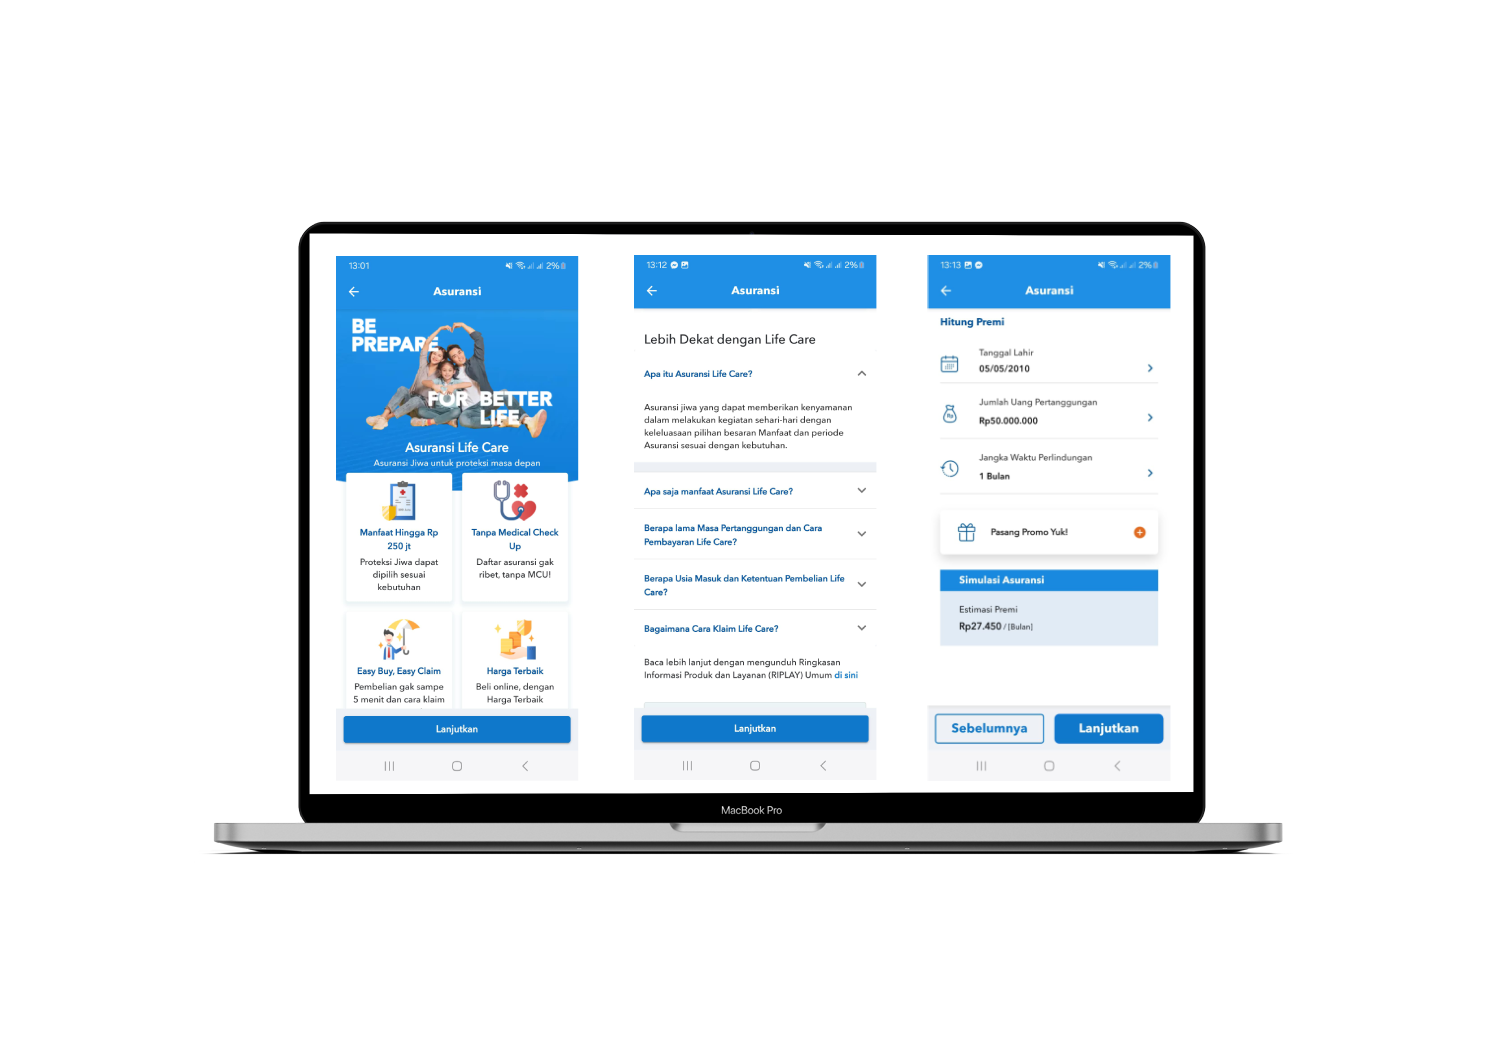 13:01
2%
Asuransi
BE
PREPARE
FOR BETTER
LIFE
Asuransi Life Care
Asuransi Jiwa untuk proteksi masa depan
Manfaat Hingga Rp
250 jt
Proteksi Jiwa dapat
dipilih sesuai
kebutuhan
Tanpa Medical Check
Up
Daftar asuransi gak
ribet, tanpa MCU!
Easy Buy, Easy Claim
Pembelian gak sampe
5 menit dan cara klaim
Harga Terbaik
Beli online, dengan
Harga Terbaik
Lanjutkan
13:12
2%
Asuransi
Lebih Dekat dengan Life Care
Apa itu Asuransi Life Care?
Asuransi jiwa yang dapat memberikan kenyamanan
dalam melakukan kegiatan sehari-hari dengan
keleluasaan pilihan besaran Manfaat dan periode
Asuransi sesuai dengan kebutuhan.
Apa saja manfaat Asuransi Life Care?
Berapa lama Masa Pertanggungan dan Cara
Pembayaran Life Care?
Berapa Usia Masuk dan Ketentuan Pembelian Life
Care?
Bagaimana Cara Klaim Life Care?
Baca lebih lanjut dengan mengunduh Ringkasan
Informasi Produk dan Layanan (RIPLAY) Umum di sini
Lanjutkan
13:13
2%
Asuransi
Hitung Premi
Tanggal Lahir
05/05/2010
Jumlah Uang Pertanggungan
Rp50.000.000
Rp
Jangka Waktu Perlindungan
1 Bulan
Pasang Promo Yuk!
Simulasi Asuransi
Estimasi Premi
Rp27.450 / [Bulan]
Sebelumnya
Lanjutkan
MacBook Pro